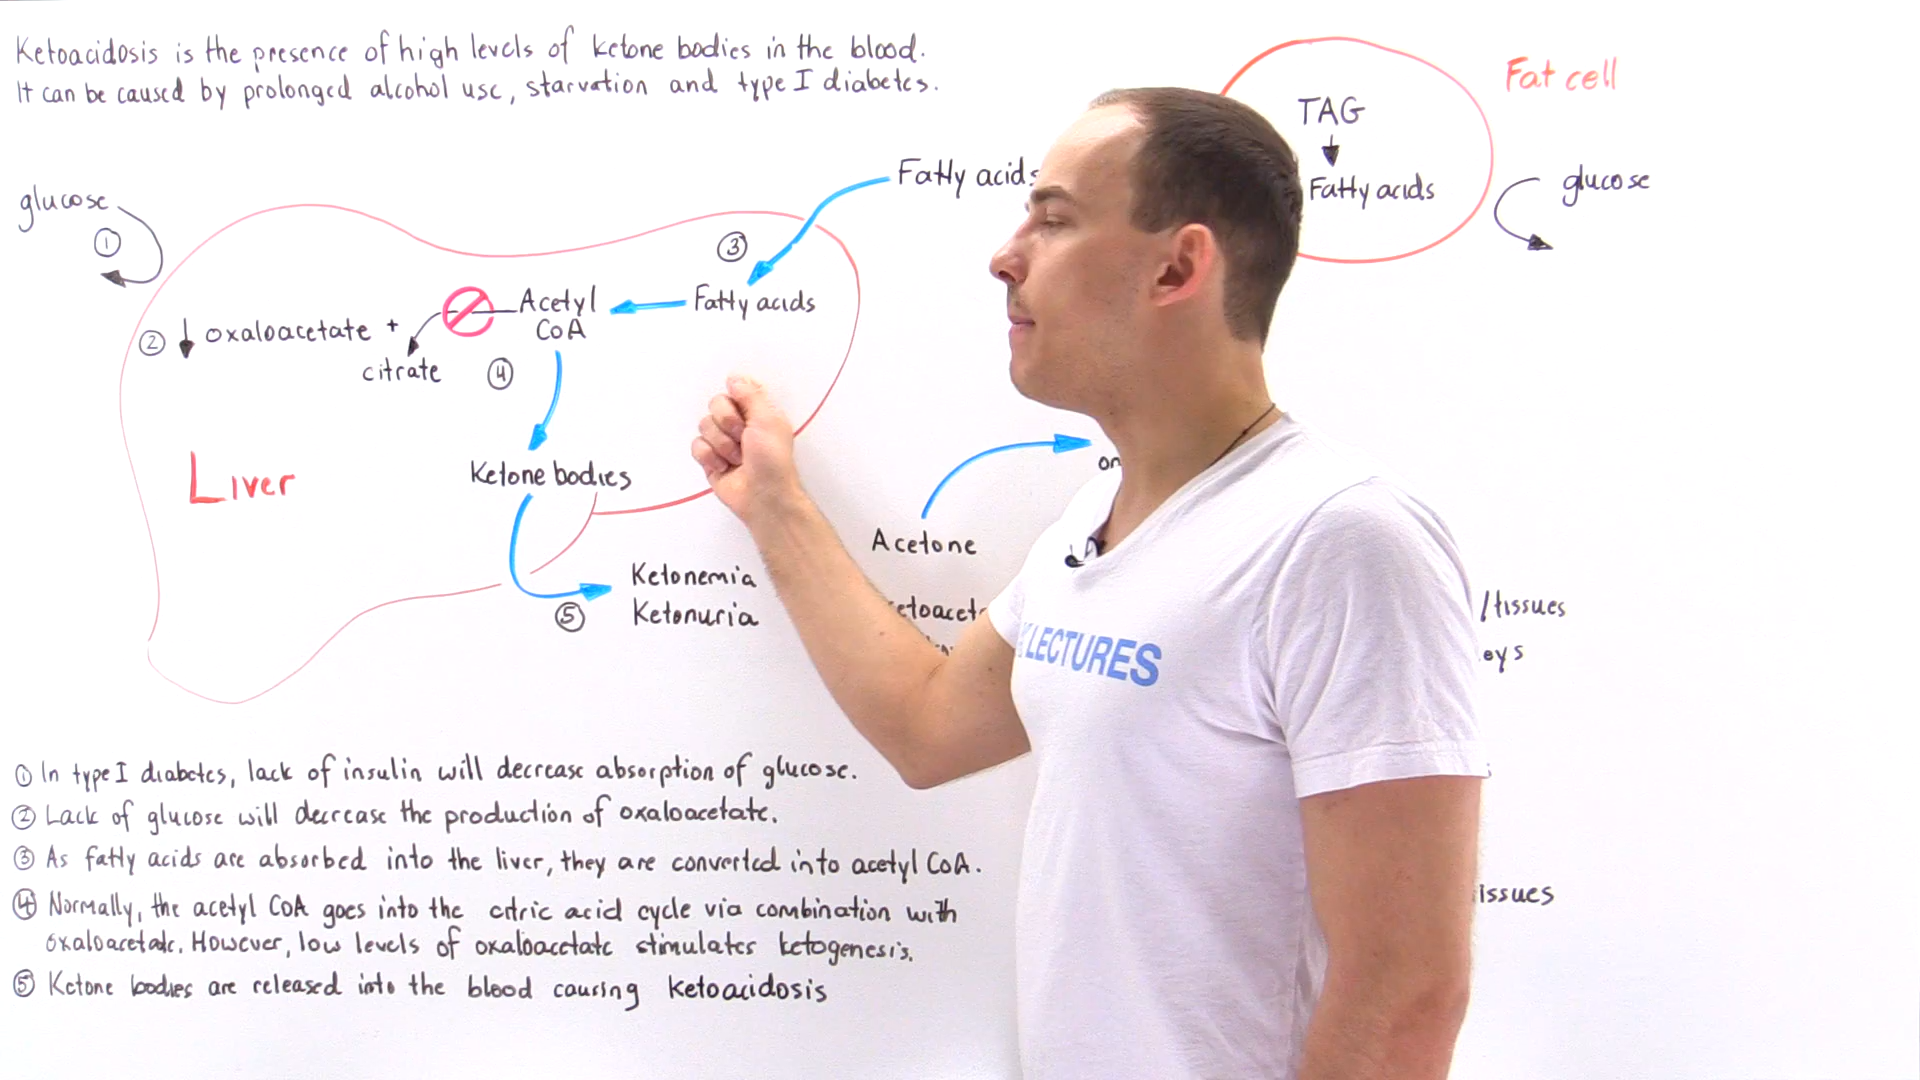 Ketoacidosis is the presence of high levels of ketone bodies in the blood.
It can be caused by prolonged alcohol use, starvation and type I diabetes.
Fat cell
TAG
Fatty acids
glucose
Fatty acids
glucose
①
③
Fatty acids
Acetyl
CoA
② ↓ oxaloacetate +
citrate
④
Liver
Ketone bodies
⑤
Ketonemia
Ketonuria
on
Acetone
etoacet
/tissues
eys
issues
LECTURES
① In type I diabetes, lack of insulin will decrease absorption of glucose.
② Lack of glucose will decrease the production of oxaloacetate.
③ As fatty acids are absorbed into the liver, they are converted into acetyl CoA.
④ Normally, the acetyl CoA goes into the citric acid cycle via combination with
oxaloacetate. However, low levels of oxaloacetate stimulates ketogenesis.
⑤ Ketone bodies are released into the blood causing ketoacidosis